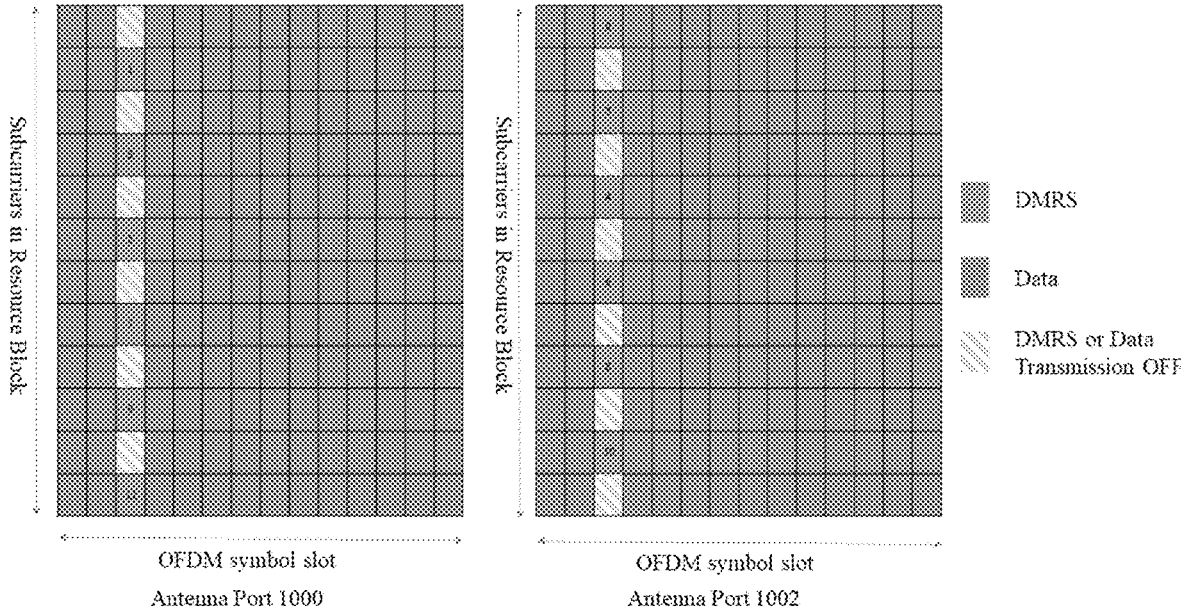 Subcarriers in Resource Block
OFDM symbol slot
Antenna Port 1000
Subcarriers in Resource Block
10
OFDM symbol slot
Antenna Port 1002
DMRS
Data
DMRS or Data
Transmission OFF